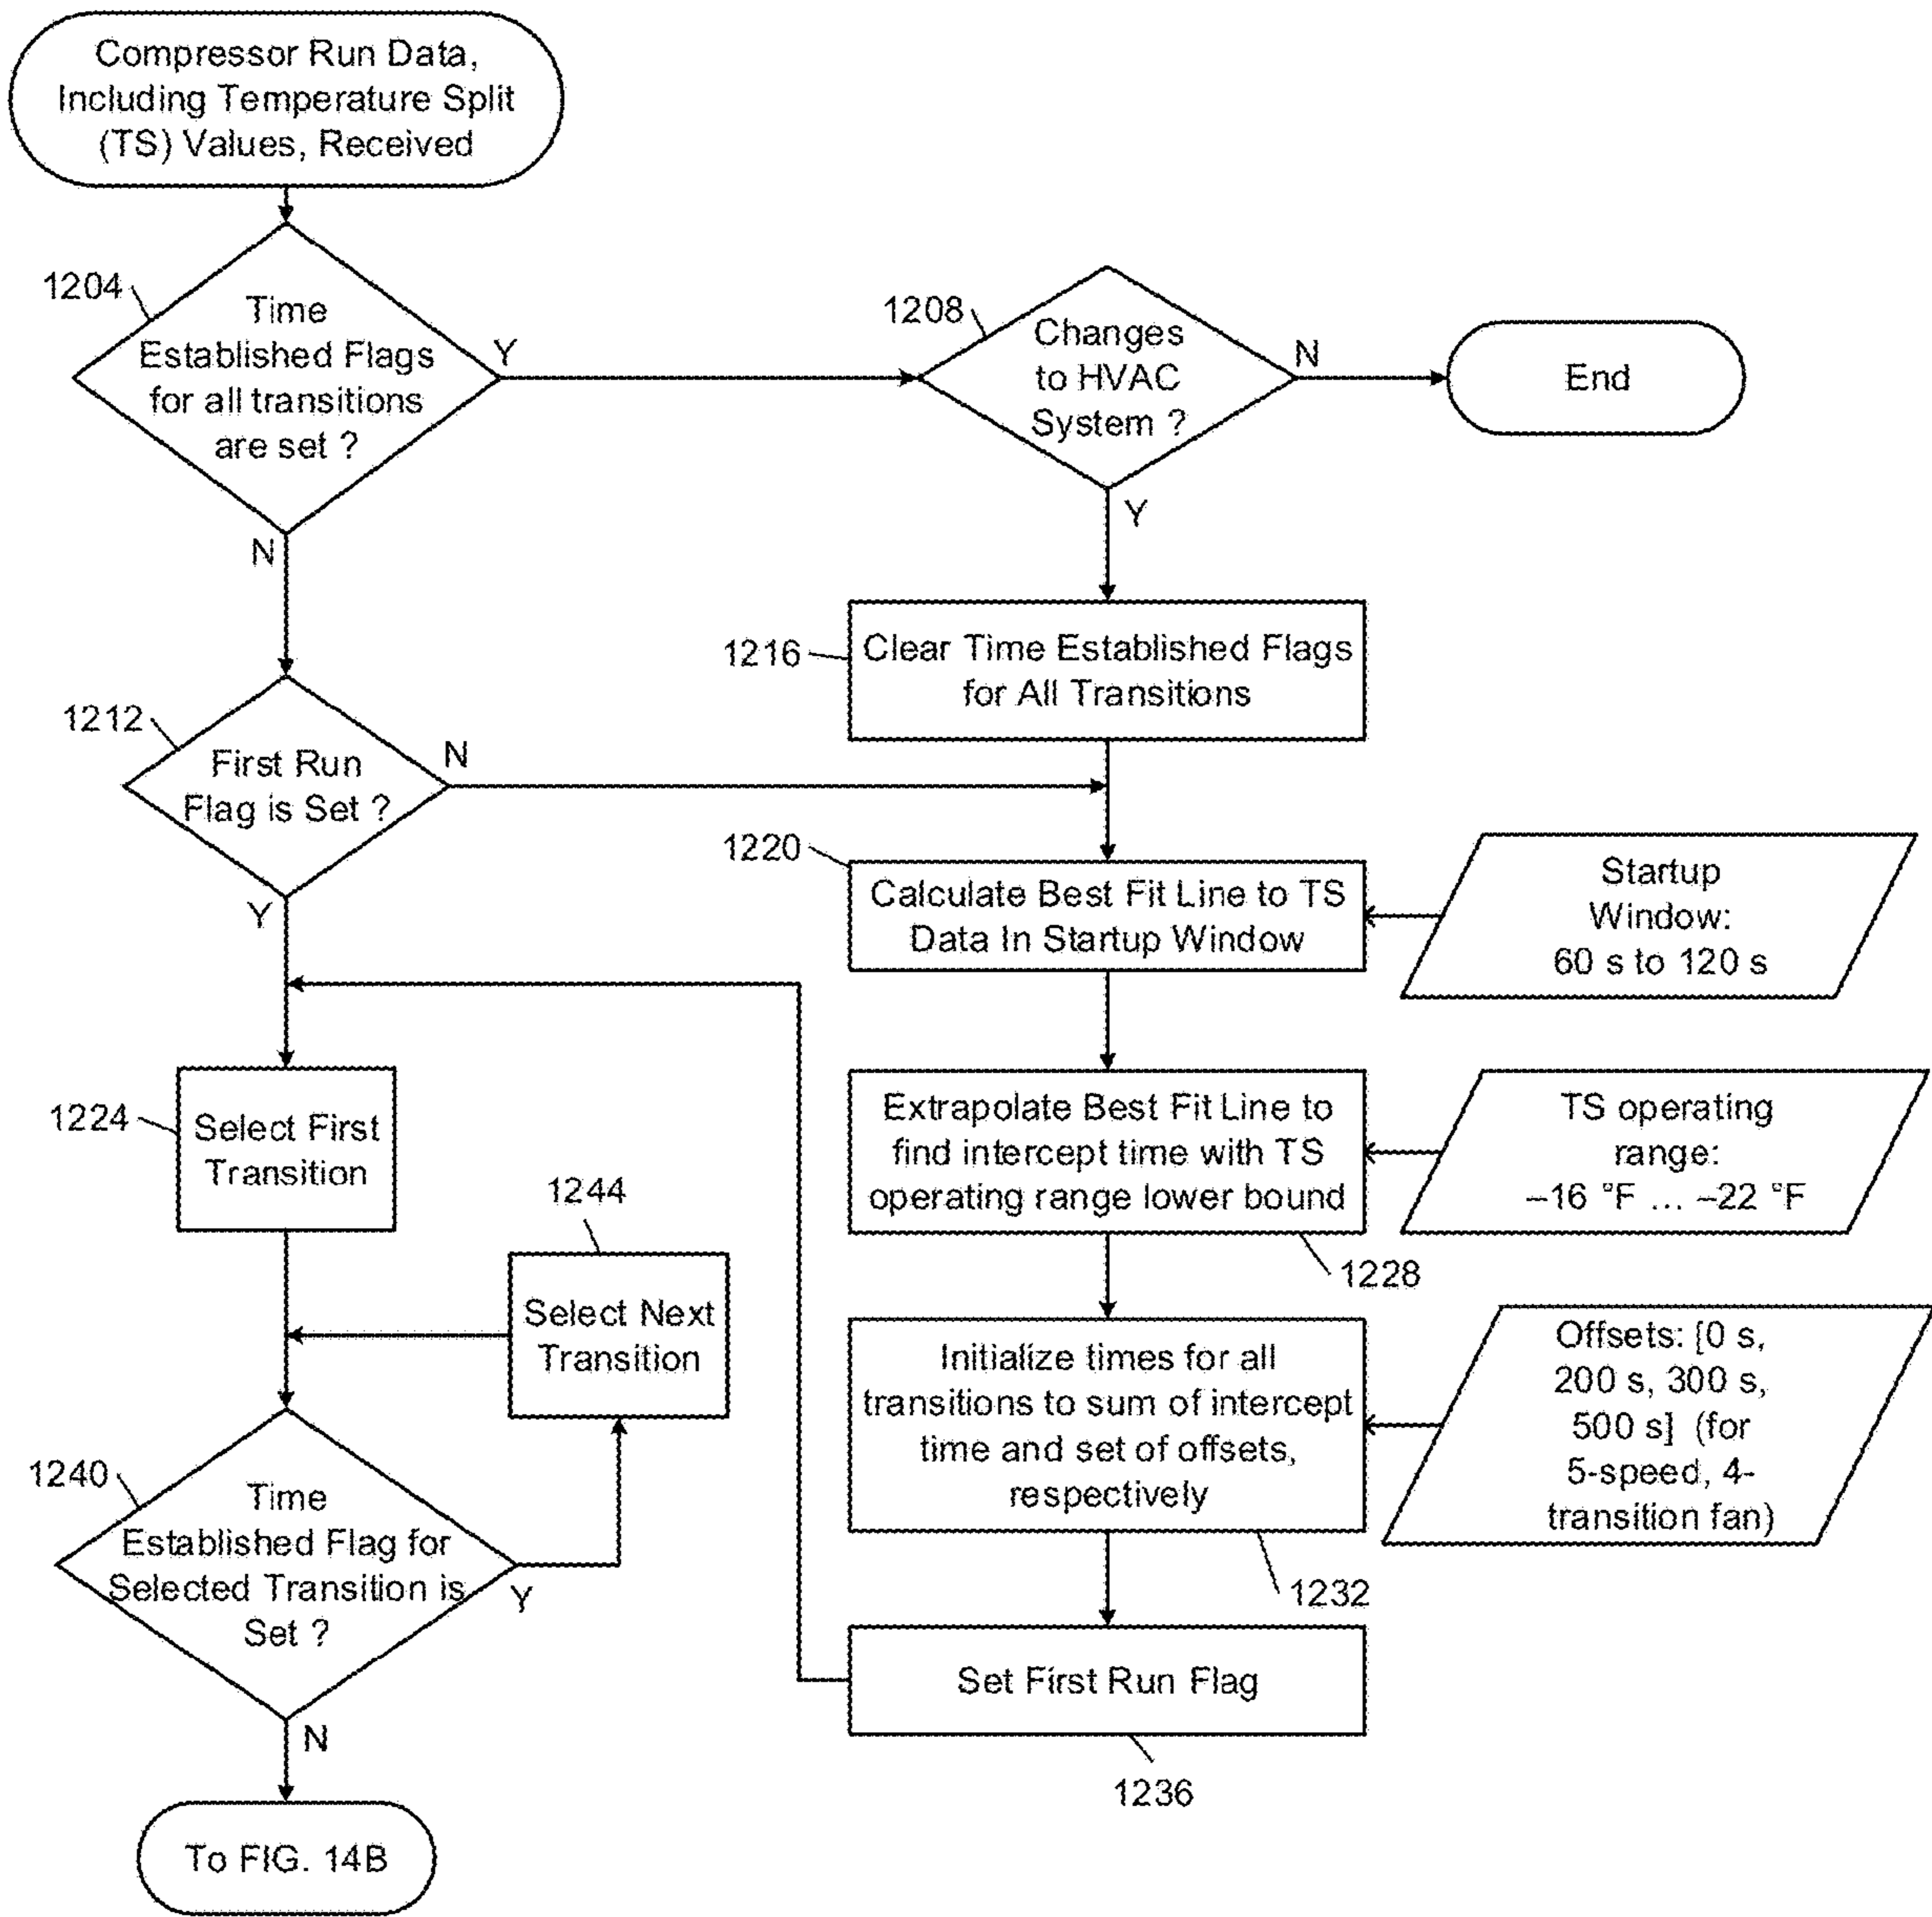 Compressor Run Data,
Including Temperature Split
(TS) Values, Received
1204
Time
Established Flags
for all transitions
are set ?
Y
N
1208
Changes
to HVAC
System ?
N
Y
End
1212
First Run
Flag is Set ?
N
Y
1216
Clear Time Established Flags
for All Transitions
1220
Calculate Best Fit Line to TS
Data In Startup Window
Startup
Window:
60 s to 120 s
1224
Select First
Transition
Extrapolate Best Fit Line to
find intercept time with TS
operating range lower bound
1228
TS operating
range:
–16 °F ... –22 °F
1244
Select Next
Transition
Initialize times for all
transitions to sum of intercept
time and set of offsets,
respectively
1232
Offsets: [0 s,
200 s, 300 s,
500 s] (for
5-speed, 4-
transition fan)
1240
Time
Established Flag for
Selected Transition is
Set ?
Y
N
Set First Run Flag
1236
To FIG. 14B